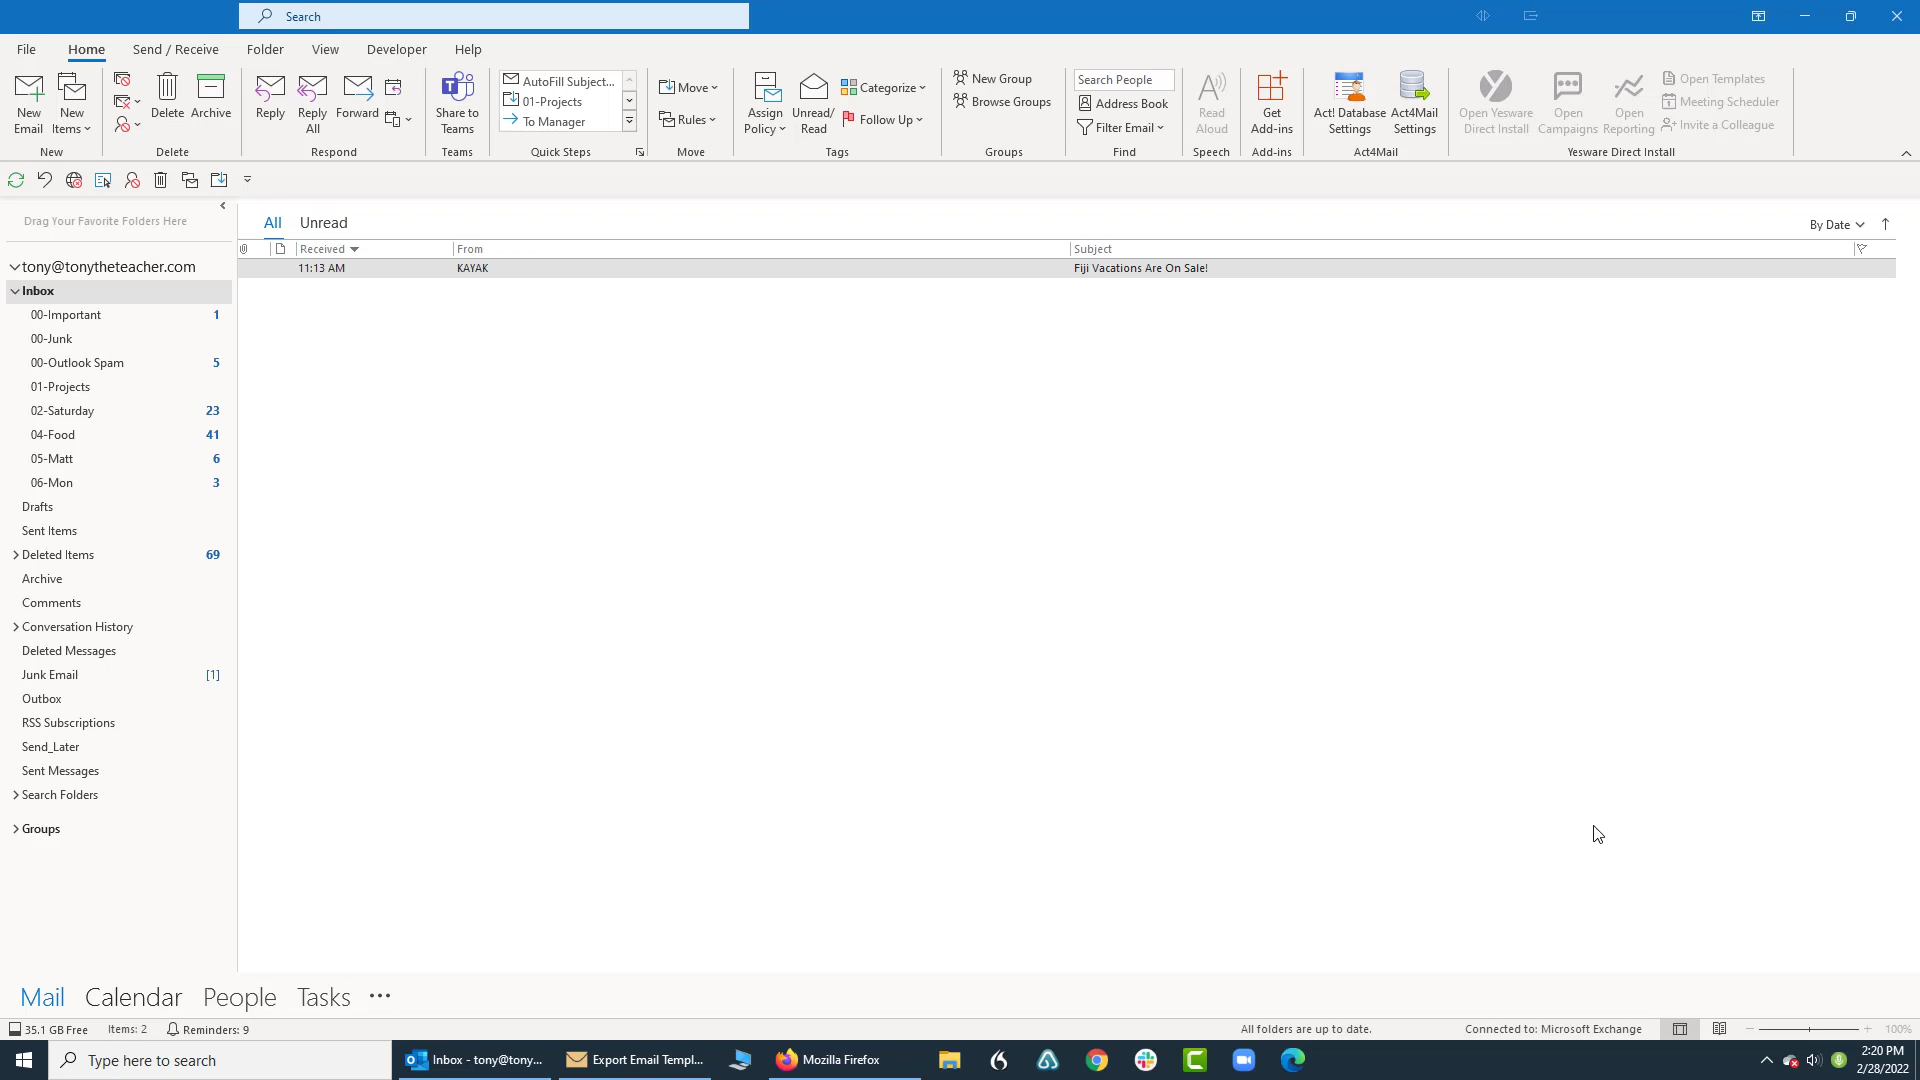 Search
File Home Send / Receive Folder View Developer Help
New Email
New Items
New
Delete
Archive
Delete
Reply
Reply All
Forward
Respond
Share to Teams
Teams
AutoFill Subject...
01-Projects
To Manager
Quick Steps
Move
Rules
Move
Assign Policy
Unread/ Read
Categorize
Follow Up
Tags
New Group
Browse Groups
Groups
Search People
Address Book
Filter Email
Find
Read Aloud
Speech
Get Add-ins
Add-ins
Act! Database Settings
Act4Mail Settings
Act4Mail
Open Yesware Direct Install
Open Campaigns
Open Reporting
Open Templates
Meeting Scheduler
Invite a Colleague
Yesware Direct Install
Drag Your Favorite Folders Here
tony@tonytheteacher.com
Inbox
00-Important 1
00-Junk
00-Outlook Spam 5
01-Projects
02-Saturday 23
04-Food 41
05-Matt 6
06-Mon 3
Drafts
Sent Items
Deleted Items 69
Archive
Comments
Conversation History
Deleted Messages
Junk Email [1]
Outbox
RSS Subscriptions
Send_Later
Sent Messages
Search Folders
Groups
All Unread
By Date
Received From Subject
11:13 AM KAYAK Fiji Vacations Are On Sale!
Mail Calendar People Tasks
35.1 GB Free Items: 2 Reminders: 9 All folders are up to date. Connected to: Microsoft Exchange 100%
Type here to search
Inbox - tony@tony...
Export Email Templ...
Mozilla Firefox
2:20 PM
2/28/2022